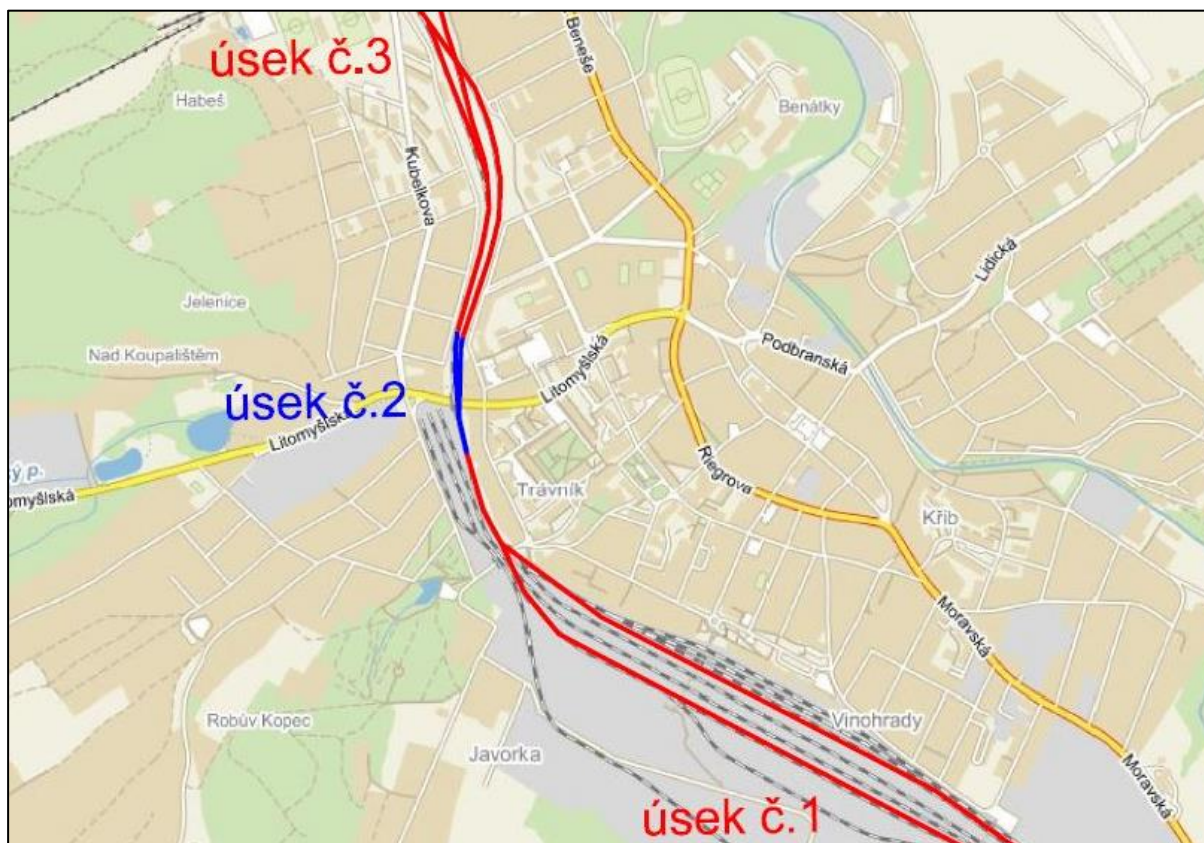 Beneše
úsek č.3
Habeš
Benátky
Kubelkova
Lidická
Jelenice
Nad Koupalištěm
Podbranská
Litomyšlská
úsek č.2
Litomyšlská
ký p.
omyšlská
Trávník
Riegrova
Křib
Moravská
Robův Kopec
Vinohrady
Javorka
Moravská
úsek č.1